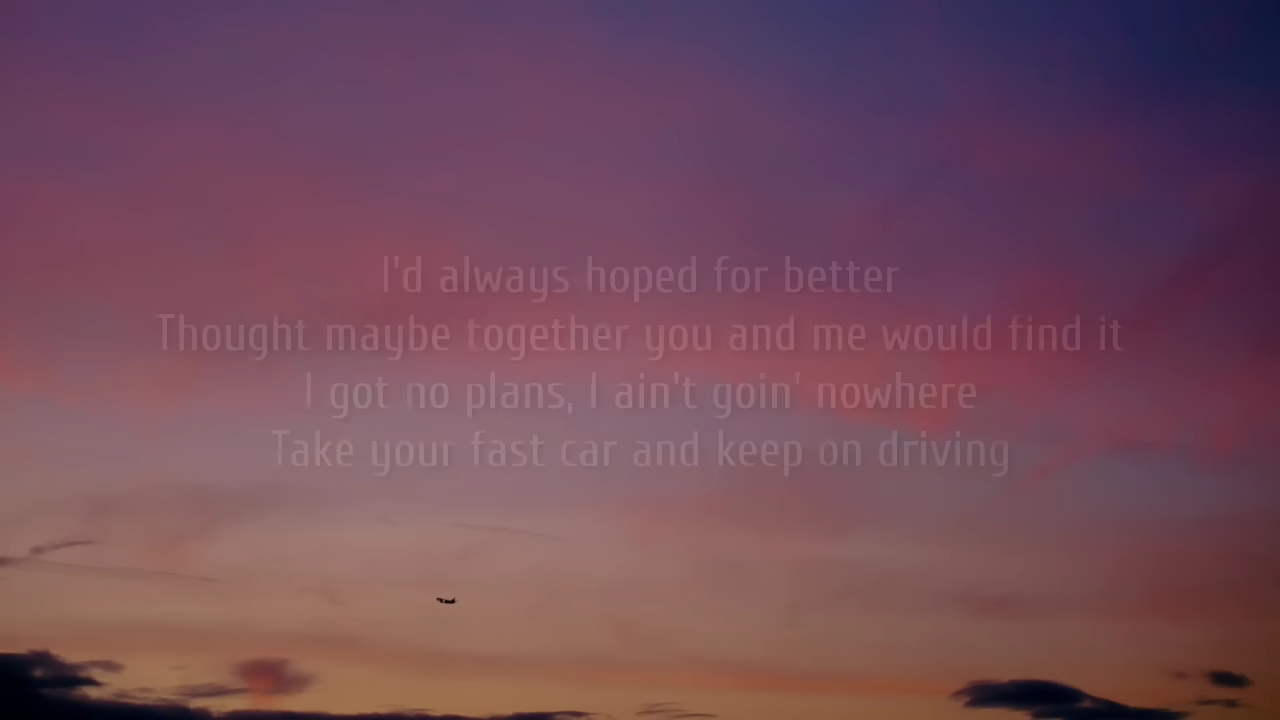 I'd always hoped for better
Thought maybe together you and me would find it
I got no plans, I ain't goin' nowhere
Take your fast car and keep on driving